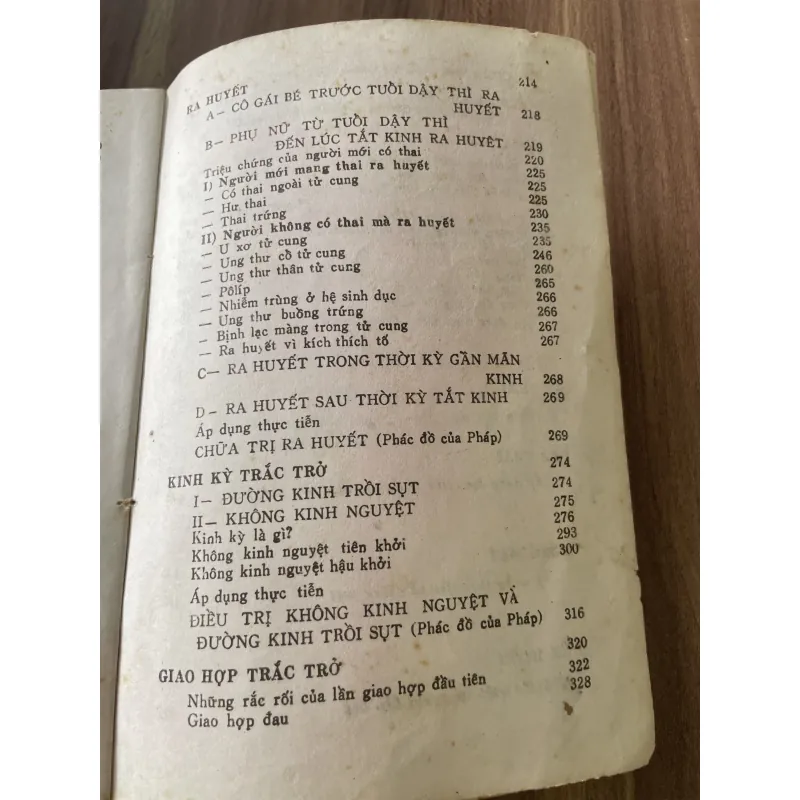 RA HUYẾT 214
A— CÔ GÁI BÉ TRƯỚC TUỔI DẬY THÌ RA
HUYẾT 218
B— PHỤ NỮ TỪ TUỔI DẬY THÌ
ĐẾN LÚC TẮT KINH RA HUYẾT 219
Triệu chứng của người mới có thai 220
I) Người mới mang thai ra huyết 225
— Có thai ngoài tử cung 225
— Hư thai 225
— Thai trứng 230
II) Người không có thai mà ra huyết 235
— U xơ tử cung 235
— Ung thư cổ tử cung 246
— Ung thư thân tử cung 260
— Pôlíp 265
— Nhiễm trùng ở hệ sinh dục 266
— Ung thư buồng trứng 266
— Bịnh lạc màng trong tử cung 267
— Ra huyết vì kích thích tố 267
C— RA HUYẾT TRONG THỜI KỲ GẦN MÃN
KINH 268
D— RA HUYẾT SAU THỜI KỲ TẮT KINH 269
Áp dụng thực tiễn
CHỮA TRỊ RA HUYẾT (Phác đồ của Pháp) 269
KINH KỲ TRẮC TRỞ 274
I— ĐƯỜNG KINH TRỒI SỤT 274
II— KHÔNG KINH NGUYỆT 275
Kinh kỳ là gì? 276
Không kinh nguyệt tiên khởi 293
Không kinh nguyệt hậu khởi 300
Áp dụng thực tiễn
ĐIỀU TRỊ KHÔNG KINH NGUYỆT VÀ
ĐƯỜNG KINH TRỒI SỤT (Phác đồ của Pháp) 316
GIAO HỢP TRẮC TRỞ 320
Những rắc rối của lần giao hợp đầu tiên 322
Giao hợp đau 328